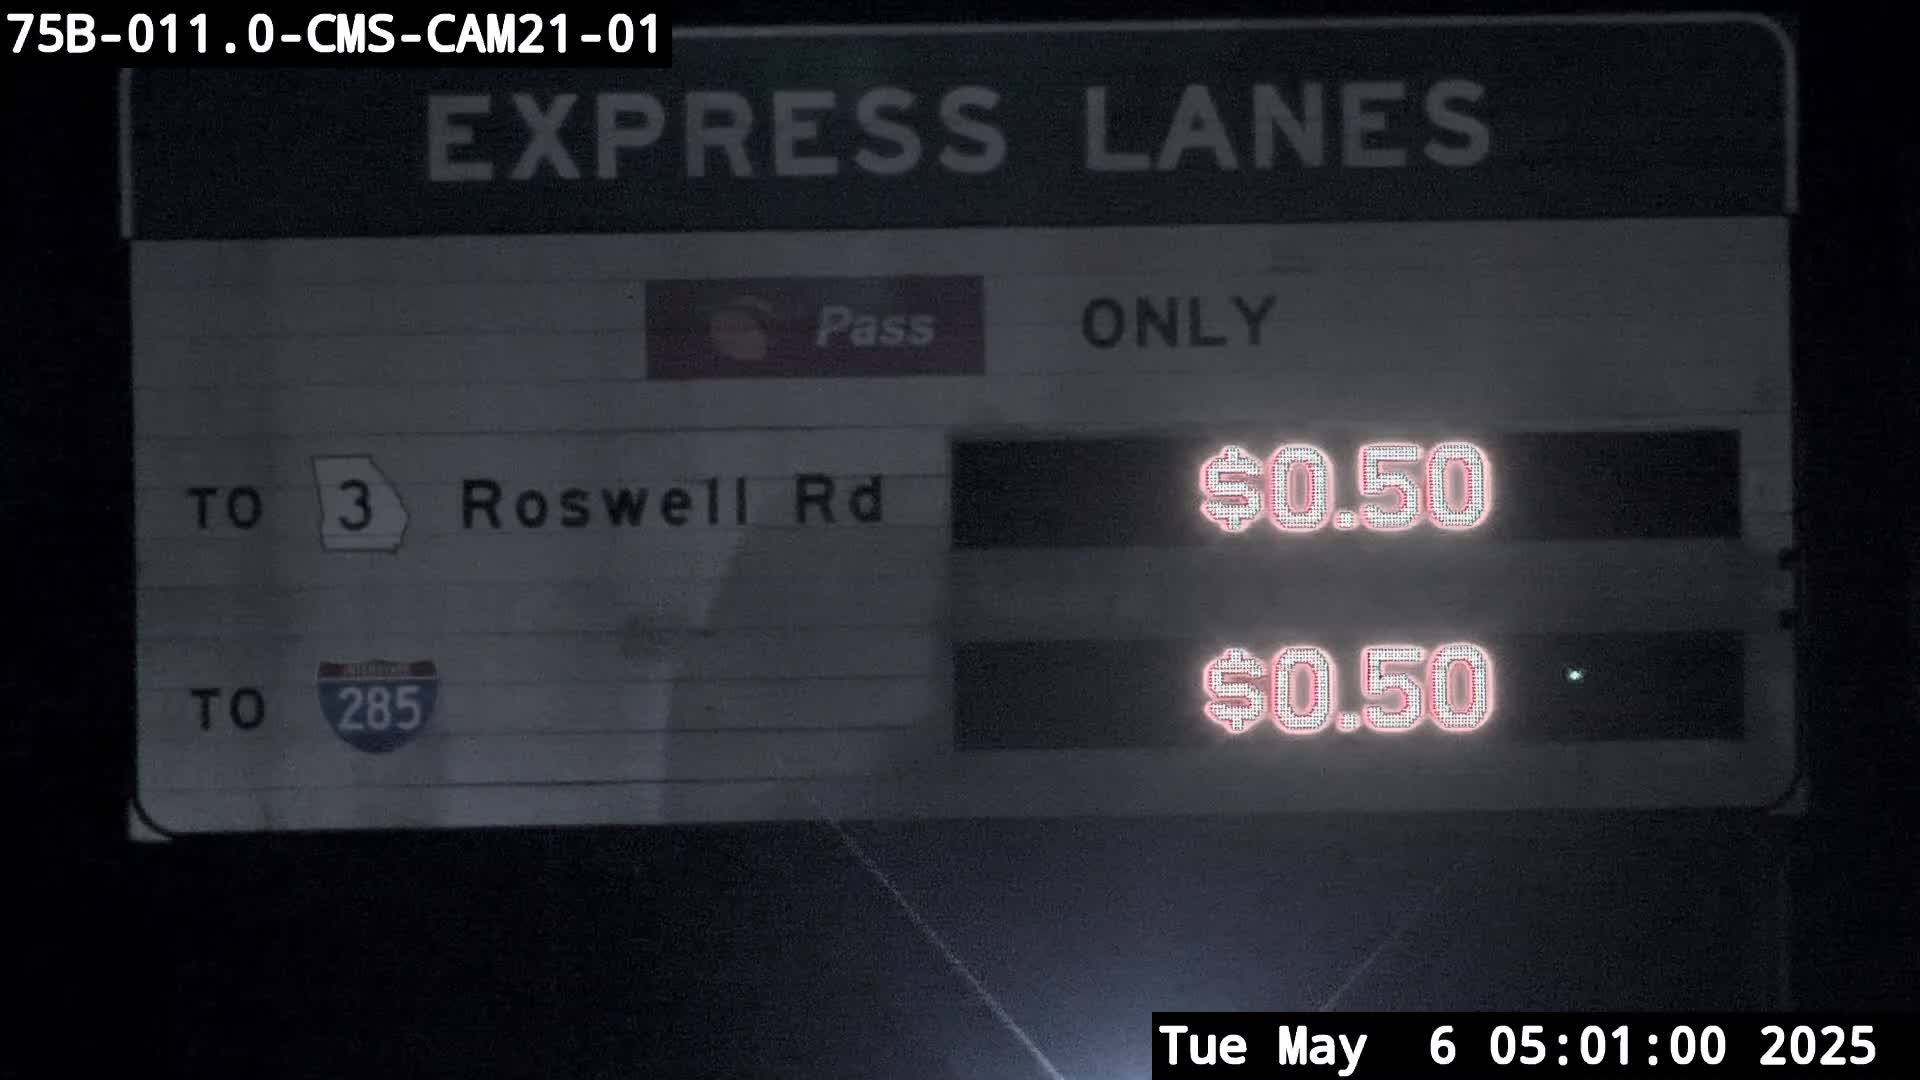 75B-011.0-CMS-CAM21-01
EXPRESS LANES
Pass ONLY
TO 3 Roswell Rd $0.50
INTERSTATE
TO 285 $0.50
Tue May 6 05:01:00 2025